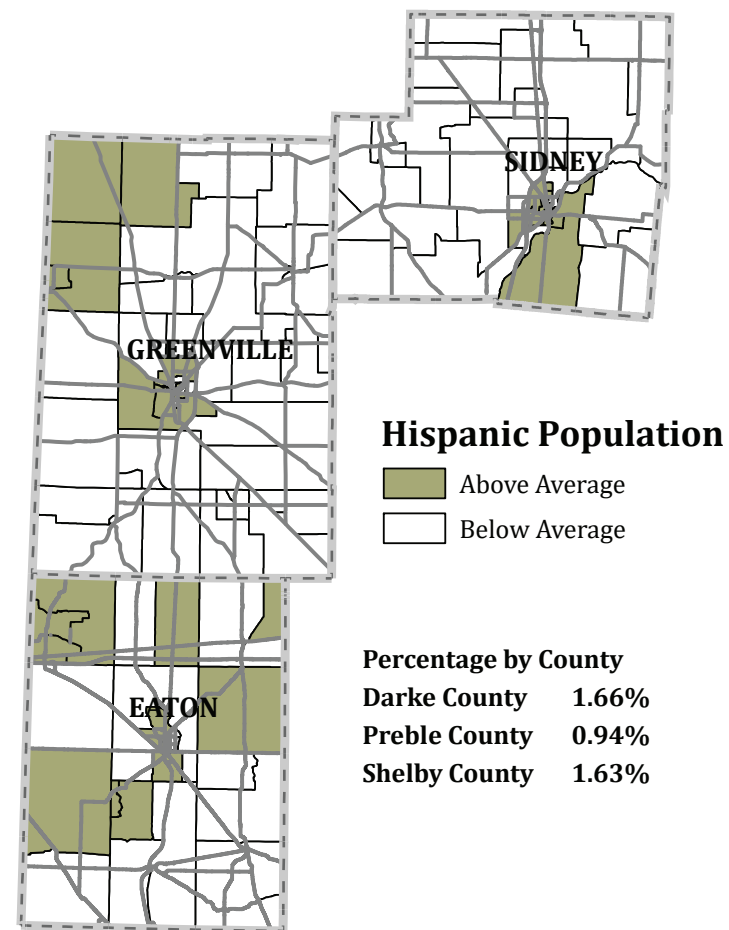 SIDNEY
GREENVILLE
Hispanic Population
Above Average
Below Average
Percentage by County
Darke County 1.66%
Preble County 0.94%
Shelby County 1.63%
EATON